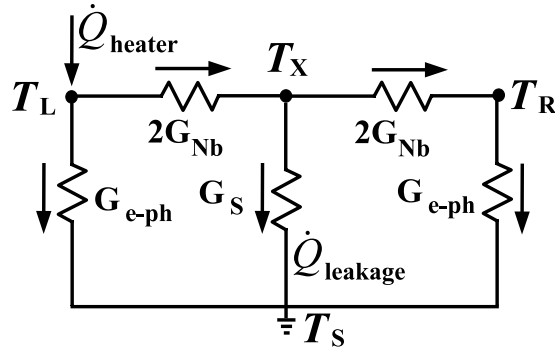 Q̇heater
TL
TX
TR
2GNb
2GNb
Ge-ph
GS
Ge-ph
Q̇leakage
TS